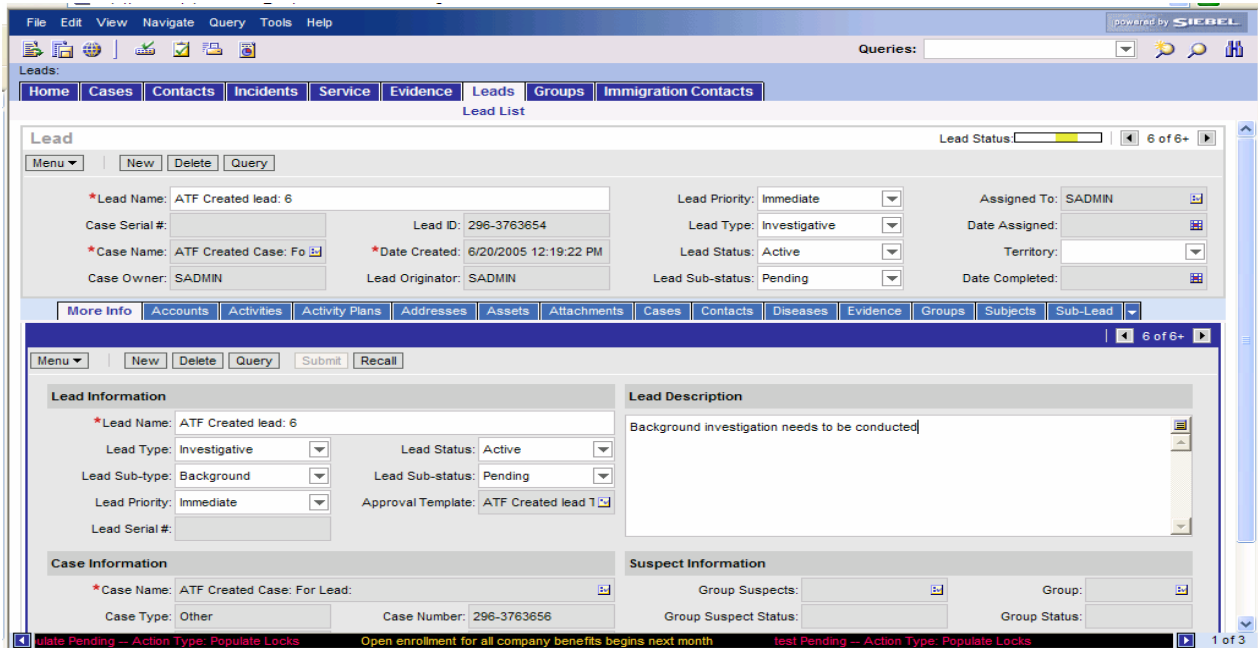 File Edit View Navigate Query Tools Help powered by SIEBEL
Queries:
Leads:
Home Cases Contacts Incidents Service Evidence Leads Groups Immigration Contacts
Lead List
Lead Lead Status: 6 of 6+
Menu New Delete Query
*Lead Name: ATF Created lead: 6 Lead Priority: Immediate Assigned To: SADMIN
Case Serial #: Lead ID: 296-3763654 Lead Type: Investigative Date Assigned:
*Case Name: ATF Created Case: Fo *Date Created: 6/20/2005 12:19:22 PM Lead Status: Active Territory:
Case Owner: SADMIN Lead Originator: SADMIN Lead Sub-status: Pending Date Completed:
More Info Accounts Activities Activity Plans Addresses Assets Attachments Cases Contacts Diseases Evidence Groups Subjects Sub-Lead
6 of 6+
Menu New Delete Query Submit Recall
Lead Information Lead Description
*Lead Name: ATF Created lead: 6 Background investigation needs to be conducted
Lead Type: Investigative Lead Status: Active
Lead Sub-type: Background Lead Sub-status: Pending
Lead Priority: Immediate Approval Template: ATF Created lead T
Lead Serial #:
Case Information Suspect Information
*Case Name: ATF Created Case: For Lead: Group Suspects: Group:
Case Type: Other Case Number: 296-3763656 Group Suspect Status: Group Status:
ulate Pending -- Action Type: Populate Locks Open enrollment for all company benefits begins next month test Pending -- Action Type: Populate Locks 1 of 3